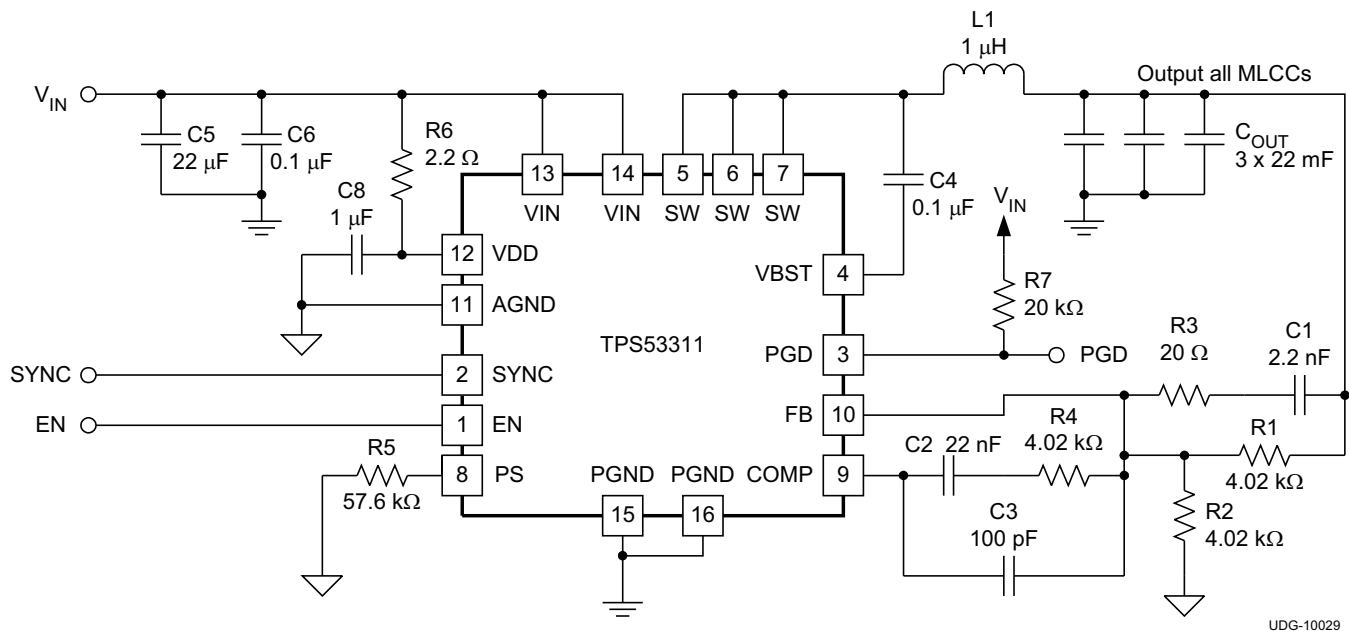 L1
1 μH
Output all MLCCs
V_IN
C5
22 μF
C6
0.1 μF
R6
2.2 Ω
C_OUT
3 x 22 mF
13
14
5
6
7
VIN
VIN
SW
SW
SW
C4
0.1 μF
C8
1 μF
V_IN
12
VDD
VBST
4
R7
20 kΩ
11
AGND
TPS53311
R3
20 Ω
C1
2.2 nF
PGD
3
PGD
SYNC
2
SYNC
FB
10
EN
1
EN
R4
4.02 kΩ
R1
4.02 kΩ
C2 22 nF
R5
57.6 kΩ
8
PS
PGND
PGND
COMP
9
15
16
C3
100 pF
R2
4.02 kΩ
UDG-10029